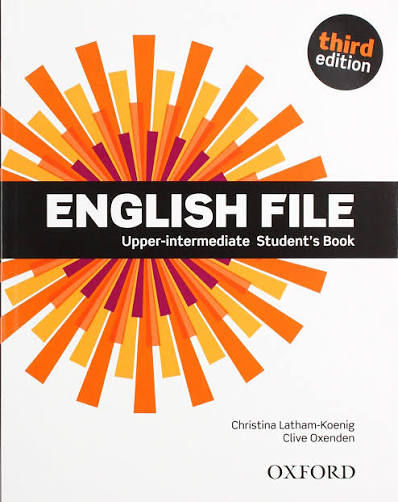 third
edition
ENGLISH FILE
Upper-intermediate Student's Book
Christina Latham-Koenig
Clive Oxenden
OXFORD